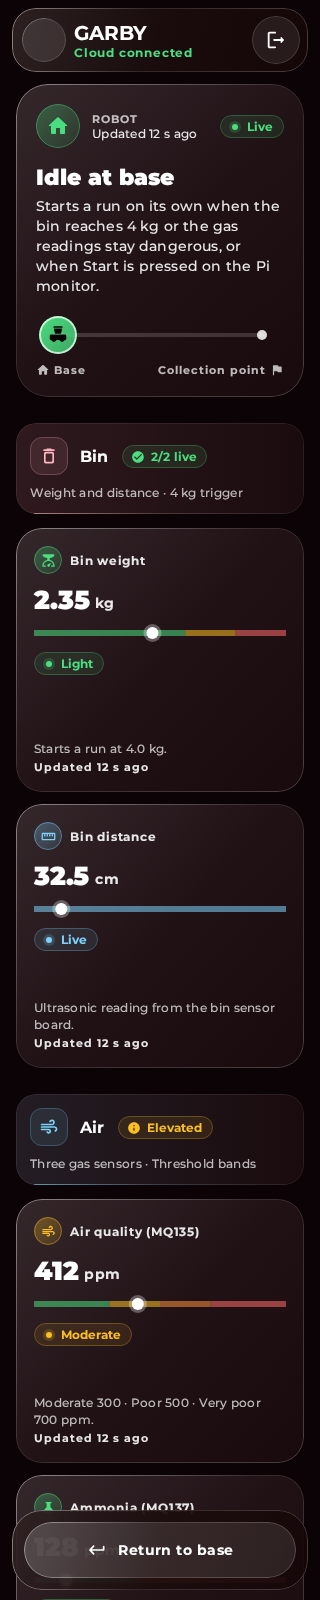 GARBY
Cloud connected
ROBOT
Updated 12 s ago
Live
Idle at base
Starts a run on its own when the
bin reaches 4 kg or the gas
readings stay dangerous, or
when Start is pressed on the Pi
monitor.
Base
Collection point
Bin
2/2 live
Weight and distance · 4 kg trigger
Bin weight
2.35 kg
Light
Starts a run at 4.0 kg.
Updated 12 s ago
Bin distance
32.5 cm
Live
Ultrasonic reading from the bin sensor
board.
Updated 12 s ago
Air
Elevated
Three gas sensors · Threshold bands
Air quality (MQ135)
412 ppm
Moderate
Moderate 300 · Poor 500 · Very poor
700 ppm.
Updated 12 s ago
Ammonia (MQ137)
128
Return to base